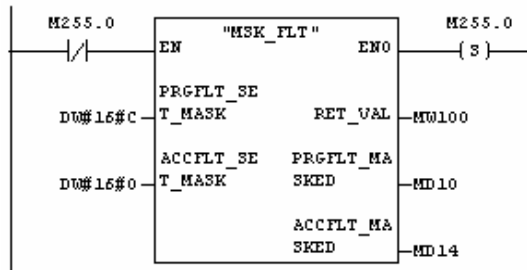 M255.0 M255.0
"MSK_FLT"
EN ENO
( S )
PRGFLT_SE
DW#16#C T_MASK RET_VAL MW100
ACCFLT_SE PRGFLT_MA
DW#16#0 T_MASK SKED MD10
ACCFLT_MA
SKED MD14